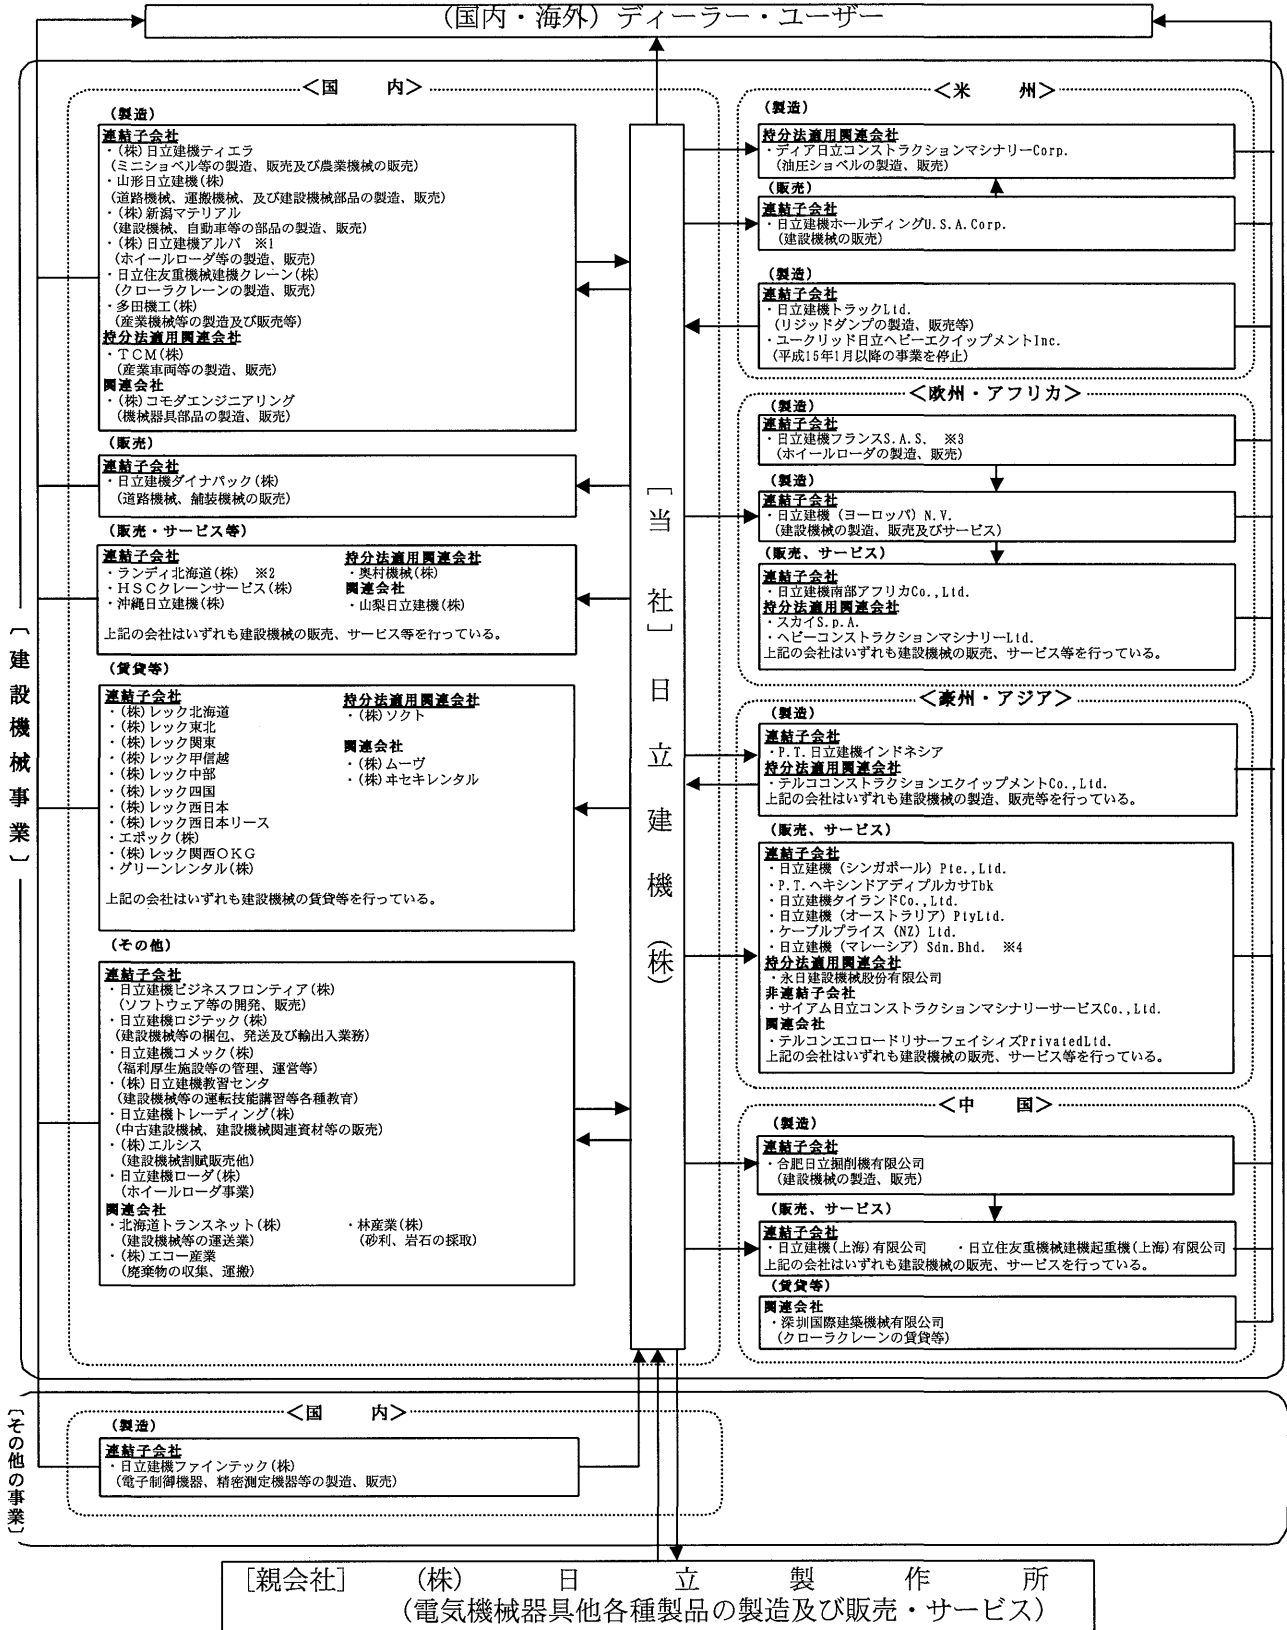 (国内・海外) ディーラー・ユーザー
[建設機械事業]
<国　　内>
(製造)
連結子会社
・(株)日立建機ティエラ
(ミニショベル等の製造、販売及び農業機械の販売)
・山形日立建機(株)
(道路機械、運搬機械、及び建設機械部品の製造、販売)
・(株)新潟マテリアル
(建設機械、自動車等の部品の製造、販売)
・(株)日立建機アルバ　※1
(ホイールローダ等の製造、販売)
・日立住友重機械建機クレーン(株)
(クローラクレーンの製造、販売)
・多田機工(株)
(産業機械等の製造及び販売等)
持分法適用関連会社
・TCM(株)
(産業車両等の製造、販売)
関連会社
・(株)コモダエンジニアリング
(機械器具部品の製造、販売)
(販売)
連結子会社
・日立建機ダイナパック(株)
(道路機械、舗装機械の販売)
(販売・サービス等)
連結子会社
・ランディ北海道(株)　※2
・HSCクレーンサービス(株)
・沖縄日立建機(株)
持分法適用関連会社
・奥村機械(株)
関連会社
・山梨日立建機(株)
上記の会社はいずれも建設機械の販売、サービス等を行っている。
(賃貸等)
連結子会社
・(株)レック北海道
・(株)レック東北
・(株)レック関東
・(株)レック甲信越
・(株)レック中部
・(株)レック四国
・(株)レック西日本
・(株)レック西日本リース
・エポック(株)
・(株)レック関西OKG
・グリーンレンタル(株)
持分法適用関連会社
・(株)ソクト
関連会社
・(株)ムーヴ
・(株)ヰセキレンタル
上記の会社はいずれも建設機械の賃貸等を行っている。
(その他)
連結子会社
・日立建機ビジネスフロンティア(株)
(ソフトウェア等の開発、販売)
・日立建機ロジテック(株)
(建設機械等の梱包、発送及び輸出入業務)
・日立建機コメック(株)
(福利厚生施設等の管理、運営等)
・(株)日立建機教習センタ
(建設機械等の運転技能講習等各種教育)
・日立建機トレーディング(株)
(中古建設機械、建設機械関連資材等の販売)
・(株)エルシス
(建設機械割賦販売他)
・日立建機ローダ(株)
(ホイールローダ事業)
関連会社
・北海道トランスネット(株)
(建設機械等の運送業)
・(株)エコー産業
(廃棄物の収集、運搬)
・林産業(株)
(砂利、岩石の採取)
[当社] 日立建機(株)
<米　　州>
(製造)
持分法適用関連会社
・ディア日立コンストラクションマシナリーCorp.
(油圧ショベルの製造、販売)
(販売)
連結子会社
・日立建機ホールディングU.S.A.Corp.
(建設機械の販売)
(製造)
連結子会社
・日立建機トラックLtd.
(リジッドダンプの製造、販売等)
・ユークリッド日立ヘビーエクイップメントInc.
(平成15年1月以降の事業を停止)
<欧州・アフリカ>
(製造)
連結子会社
・日立建機フランスS.A.S.　※3
(ホイールローダの製造、販売)
(製造)
連結子会社
・日立建機 (ヨーロッパ) N.V.
(建設機械の製造、販売及びサービス)
(販売、サービス)
連結子会社
・日立建機南部アフリカCo.,Ltd.
持分法適用関連会社
・スカイS.p.A.
・ヘビーコンストラクションマシナリーLtd.
上記の会社はいずれも建設機械の販売、サービス等を行っている。
<豪州・アジア>
(製造)
連結子会社
・P.T.日立建機インドネシア
持分法適用関連会社
・テルココンストラクションエクイップメントCo.,Ltd.
上記の会社はいずれも建設機械の製造、販売等を行っている。
(販売、サービス)
連結子会社
・日立建機 (シンガポール) Pte.,Ltd.
・P.T.ヘキシンドアディプルカサTbk
・日立建機タイランドCo.,Ltd.
・日立建機 (オーストラリア) PtyLtd.
・ケーブルプライス (NZ) Ltd.
・日立建機 (マレーシア) Sdn.Bhd.　※4
持分法適用関連会社
・永日建設機械股份有限公司
非連結子会社
・サイアム日立コンストラクションマシナリーサービスCo.,Ltd.
関連会社
・テルコンエコロードリサーフェイシィズPrivatedLtd.
上記の会社はいずれも建設機械の販売、サービス等を行っている。
<中　　国>
(製造)
連結子会社
・合肥日立掘削機有限公司
(建設機械の製造、販売)
(販売、サービス)
連結子会社
・日立建機(上海)有限公司　・日立住友重機械建機起重機(上海)有限公司
上記の会社はいずれも建設機械の販売、サービスを行っている。
(賃貸等)
関連会社
・深圳国際建築機械有限公司
(クローラクレーンの賃貸等)
[その他の事業]
<国　　内>
(製造)
連結子会社
・日立建機ファインテック(株)
(電子制御機器、精密測定機器等の製造、販売)
[親会社]　(株)　日　立　製　作　所
(電気機械器具他各種製品の製造及び販売・サービス)